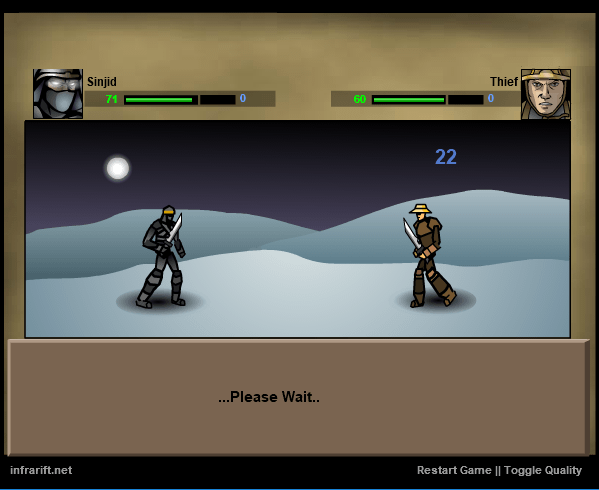 Sinjid
Thief
71
0
60
0
22
...Please Wait..
infrarift.net
Restart Game || Toggle Quality